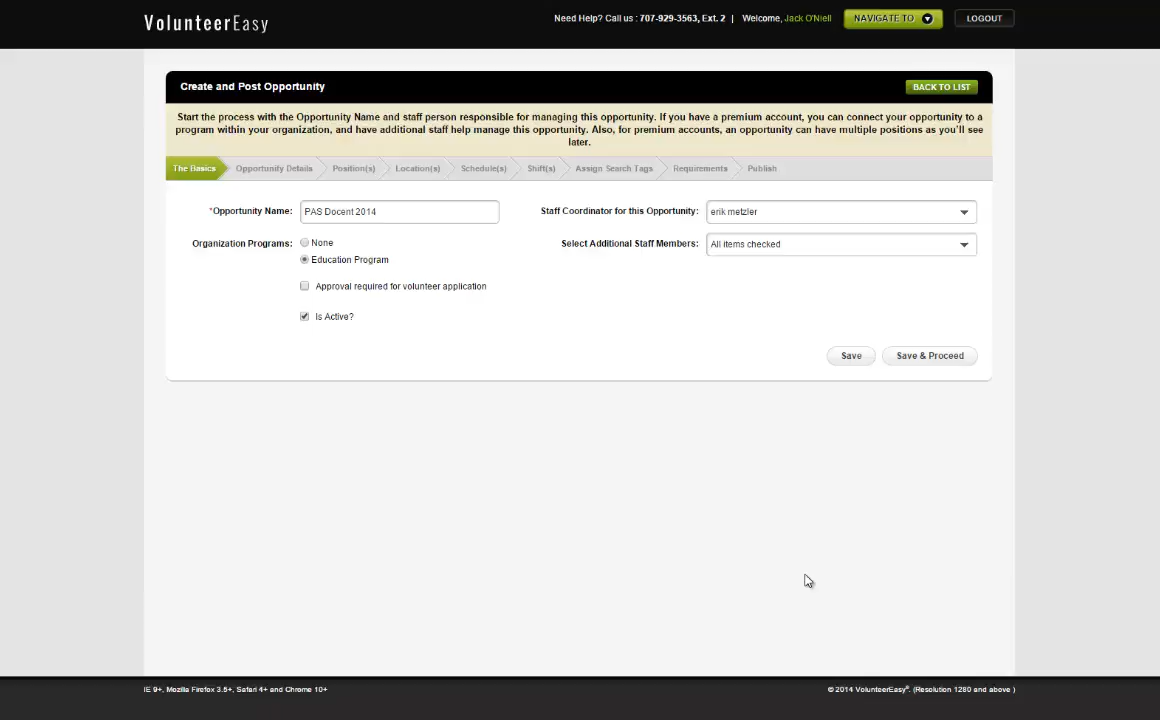 VolunteerEasy
Need Help? Call us : 707-929-3563, Ext. 2 | Welcome, Jack O'Niell
NAVIGATE TO
LOGOUT
Create and Post Opportunity
BACK TO LIST
Start the process with the Opportunity Name and staff person responsible for managing this opportunity. If you have a premium account, you can connect your opportunity to a
program within your organization, and have additional staff help manage this opportunity. Also, for premium accounts, an opportunity can have multiple positions as you'll see
later.
The Basics Opportunity Details Position(s) Location(s) Schedule(s) Shift(s) Assign Search Tags Requirements Publish
*Opportunity Name: PAS Docent 2014
Staff Coordinator for this Opportunity: erik metzler
Organization Programs: None
Select Additional Staff Members: All items checked
Education Program
Approval required for volunteer application
Is Active?
Save Save & Proceed
IE 9+, Mozilla Firefox 3.5+, Safari 4+ and Chrome 10+
© 2014 VolunteerEasy®. (Resolution 1280 and above )